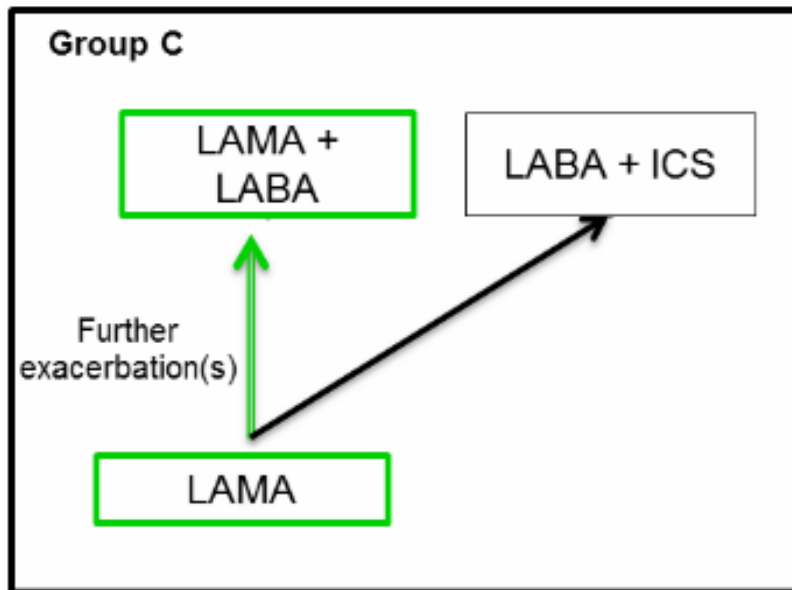 Group C
LAMA +
LABA
LABA + ICS
Further
exacerbation(s)
LAMA